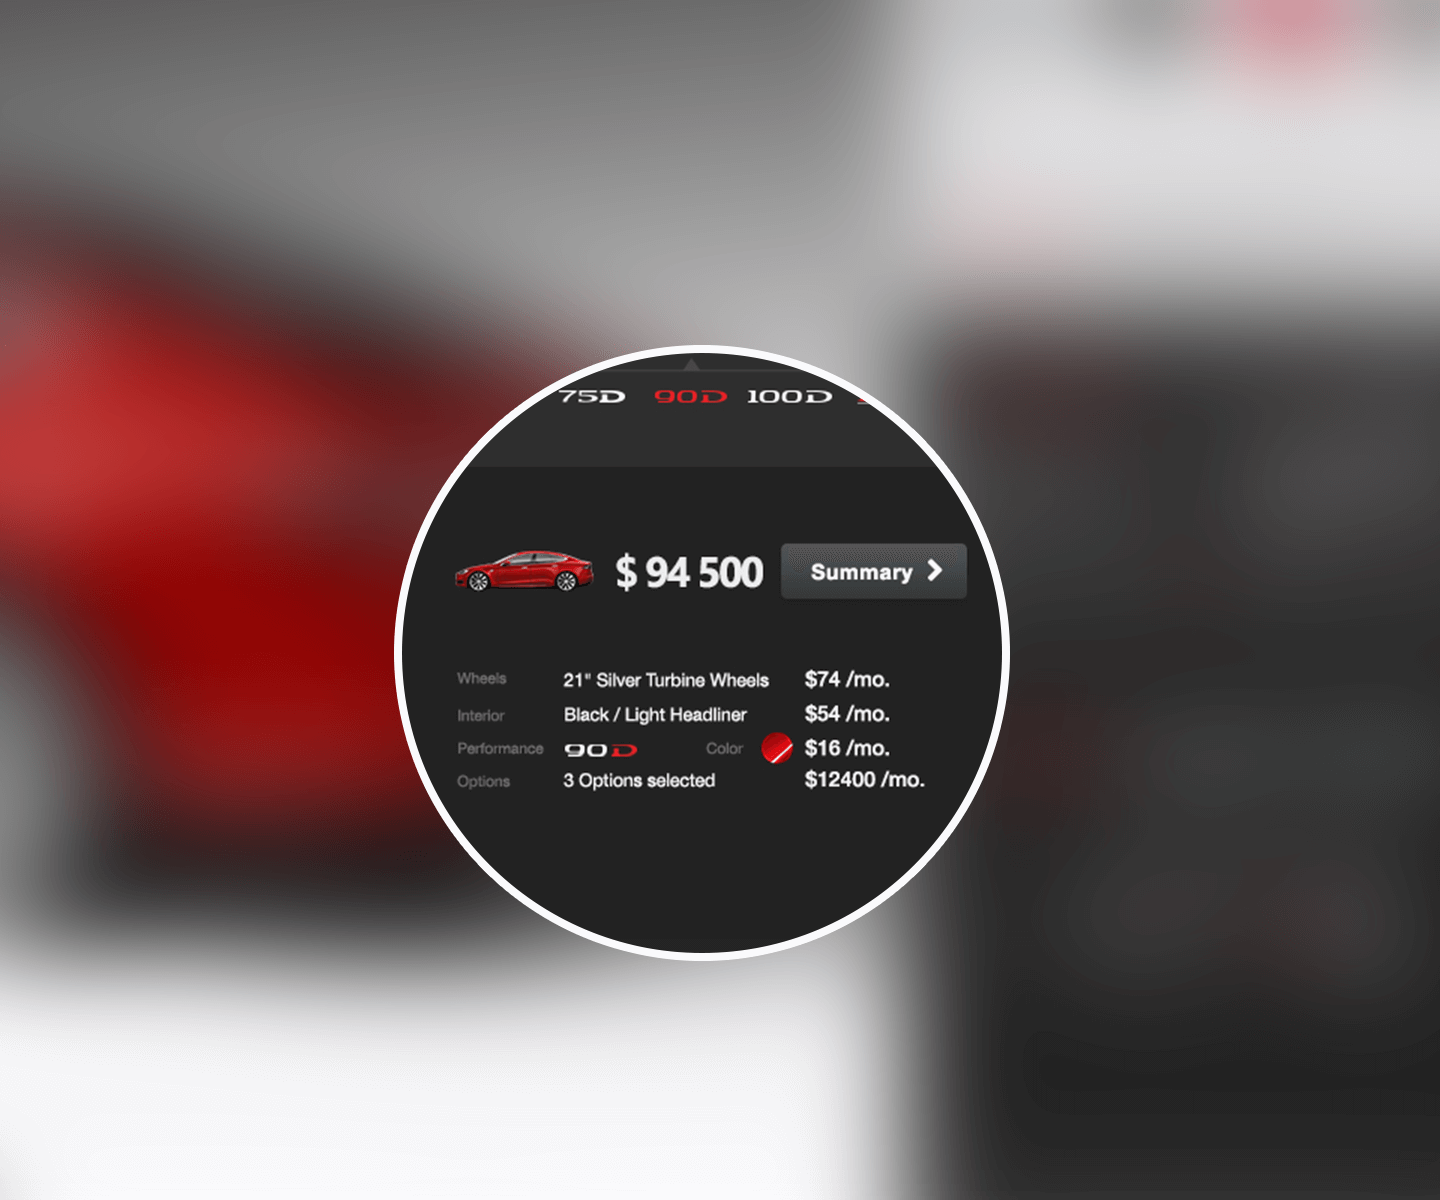 75D 90D 100D
$ 94 500 Summary
Wheels 21" Silver Turbine Wheels $74 /mo.
Interior Black / Light Headliner $54 /mo.
Performance 90D Color $16 /mo.
Options 3 Options selected $12400 /mo.